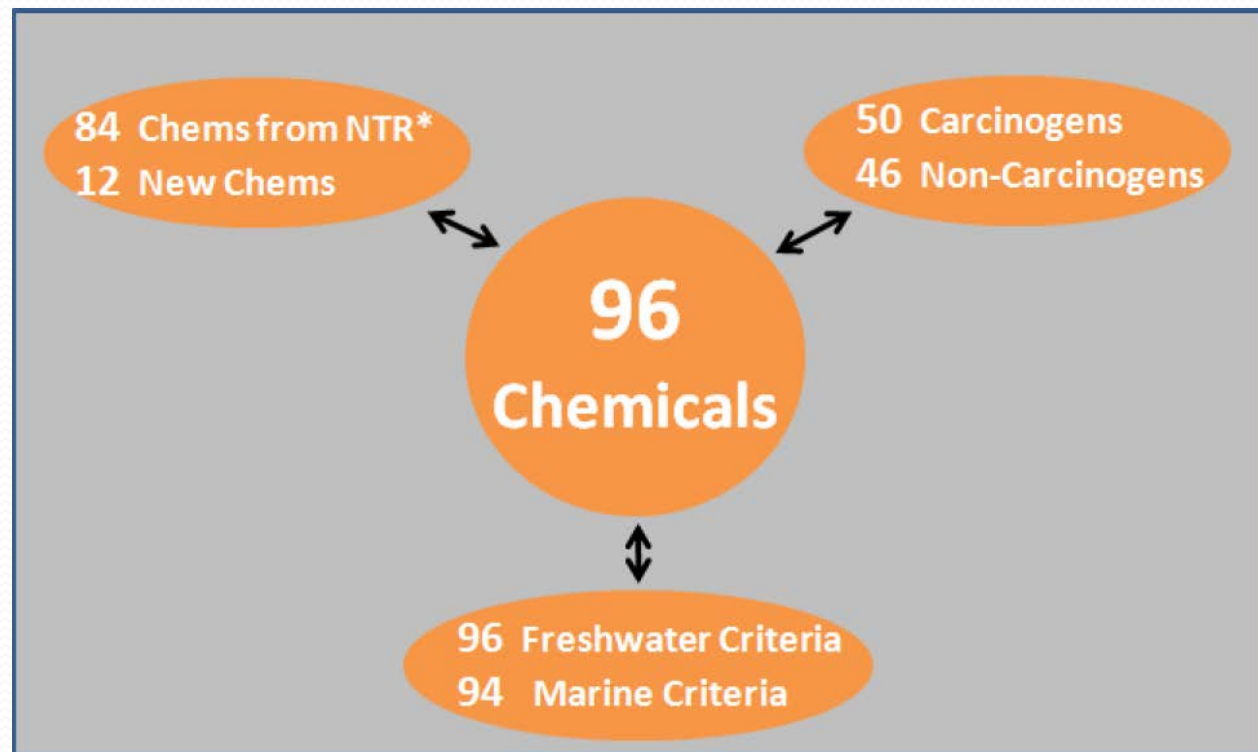 84 Chems from NTR*
12 New Chems
50 Carcinogens
46 Non-Carcinogens
96
Chemicals
96 Freshwater Criteria
94 Marine Criteria